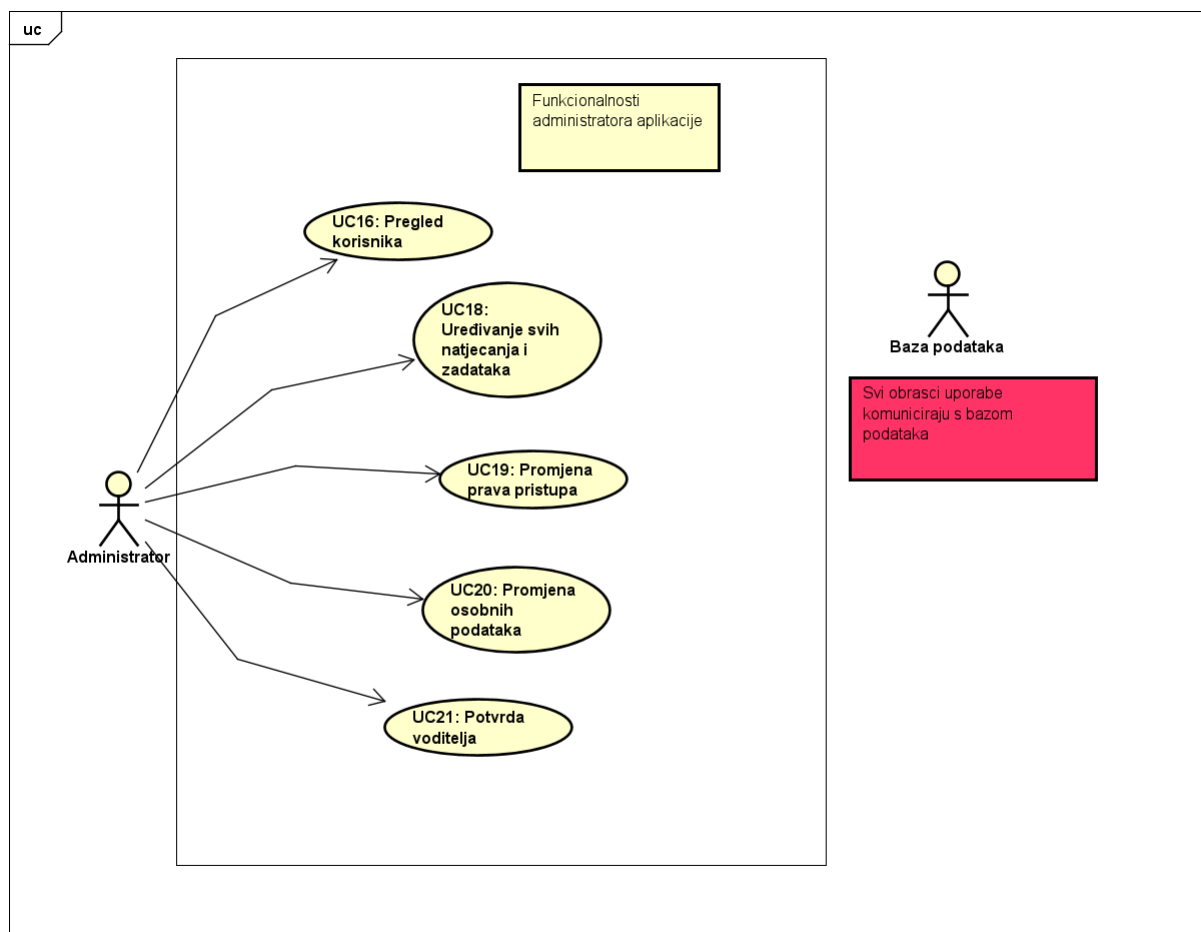 uc
Funkcionalnosti
administratora aplikacije
UC16: Pregled
korisnika
UC18:
Uređivanje svih
natjecanja i
zadataka
Baza podataka
Svi obrasci uporabe
komuniciraju s bazom
podataka
UC19: Promjena
prava pristupa
Administrator
UC20: Promjena
osobnih
podataka
UC21: Potvrda
voditelja